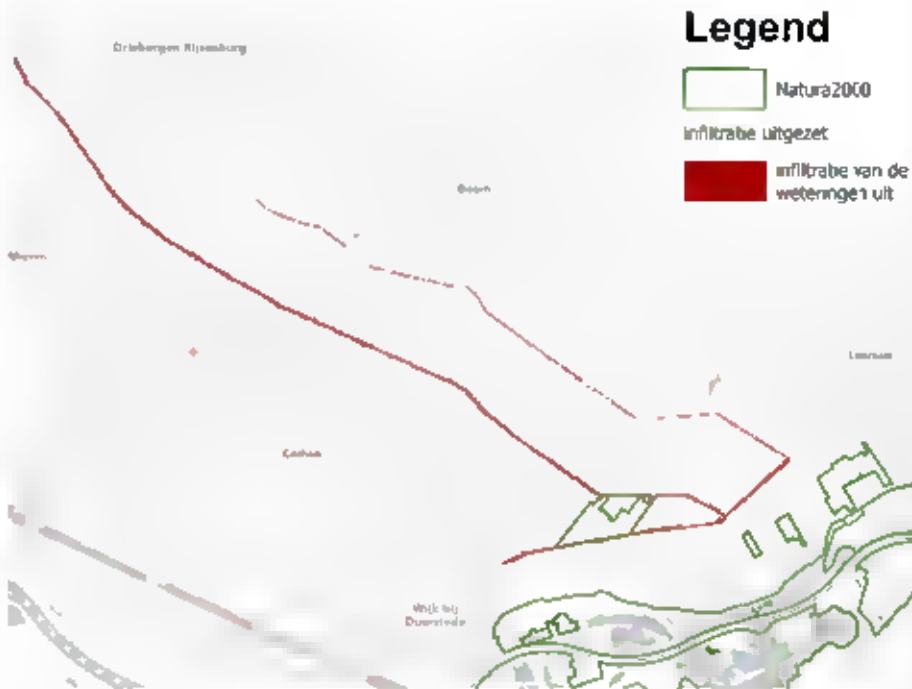 Legend
Driebergen Rijsenburg
Natura2000
infiltratie uitgezet
infiltratie van de
weteringen uit
Doorn
Leersum
Cothen
Wijk bij
Duurstede